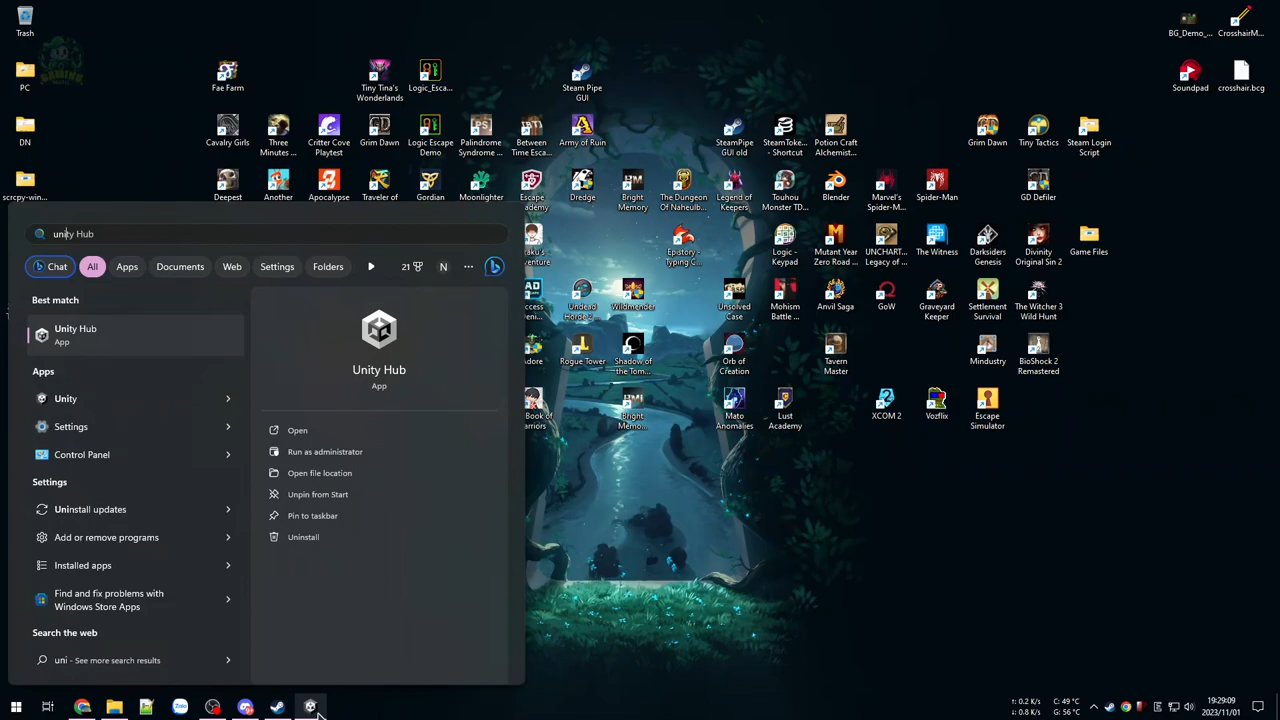 Trash
BG_Demo_...
CrosshairM...
GAMING
PC
Fae Farm
Tiny Tina's
Wonderlands
Logic_Esca...
Steam Pipe
GUI
Soundpad
crosshair.bcg
DN
Cavalry Girls
Three
Minutes ...
Critter Cove
Playtest
Grim Dawn
Logic Escape
Demo
Palindrome
Syndrome ...
Between
Time Esca...
Army of Ruin
SteamPipe
GUI old
SteamToke...
- Shortcut
Potion Craft
Alchemist...
Grim Dawn
Tiny Tactics
Steam Login
Script
scrcpy-win...
Deepest
Another
Apocalypse
Traveler of
Gordian
Moonlighter
Escape
Dredge
Bright
Memory
The Dungeon
Of Naheulb...
Legend of
Keepers
Touhou
Monster TD...
Blender
Marvel's
Spider-M...
Spider-Man
GD Defiler
unity Hub
Epistory -
Typing C...
Logic -
Keypad
Mutant Year
Zero Road ...
UNCHART...
Legacy of ...
The Witness
Darksiders
Genesis
Divinity
Original Sin 2
Game Files
Chat
All
Apps
Documents
Web
Settings
Folders
21
N
Undead
Horde 2 ...
Wildmender
Unsolved
Case
Mohism
Battle ...
Anvil Saga
GoW
Graveyard
Keeper
Settlement
Survival
The Witcher
3 Wild Hunt
Best match
Unity Hub
App
Rogue Tower
Shadow of
the Tom...
Orb of
Creation
Tavern
Master
Mindustry
BioShock 2
Remastered
Unity Hub
App
Apps
Unity
Settings
Control Panel
Bright
Memo...
Mato
Anomalies
Lust
Academy
XCOM 2
Vozflix
Escape
Simulator
Open
Run as administrator
Open file location
Unpin from Start
Pin to taskbar
Uninstall
Settings
Uninstall updates
Add or remove programs
Installed apps
Find and fix problems with
Windows Store Apps
Search the web
uni - See more search results
Zalo
↑: 0.2 K/s
↓: 0.8 K/s
C: 49 °C
G: 56 °C
19:29:09
2023/11/01